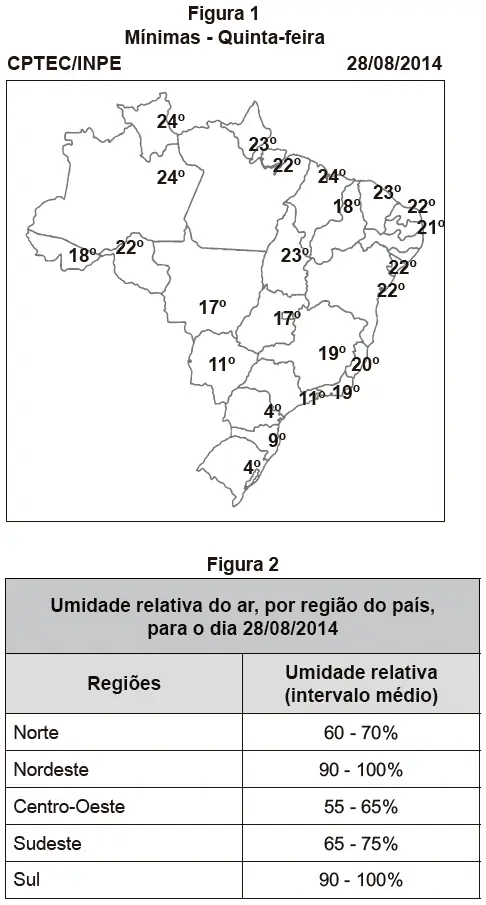 Figura 1
Mínimas - Quinta-feira
CPTEC/INPE 28/08/2014
24º
23º
22º
24º
24º
23º
18º
22º
21º
18º
22º
23º
22º
22º
17º
17º
11º
19º
20º
11º
19º
4º
9º
4º
Figura 2
Umidade relativa do ar, por região do país,
para o dia 28/08/2014
Regiões
Umidade relativa
(intervalo médio)
Norte 60 - 70%
Nordeste 90 - 100%
Centro-Oeste 55 - 65%
Sudeste 65 - 75%
Sul 90 - 100%